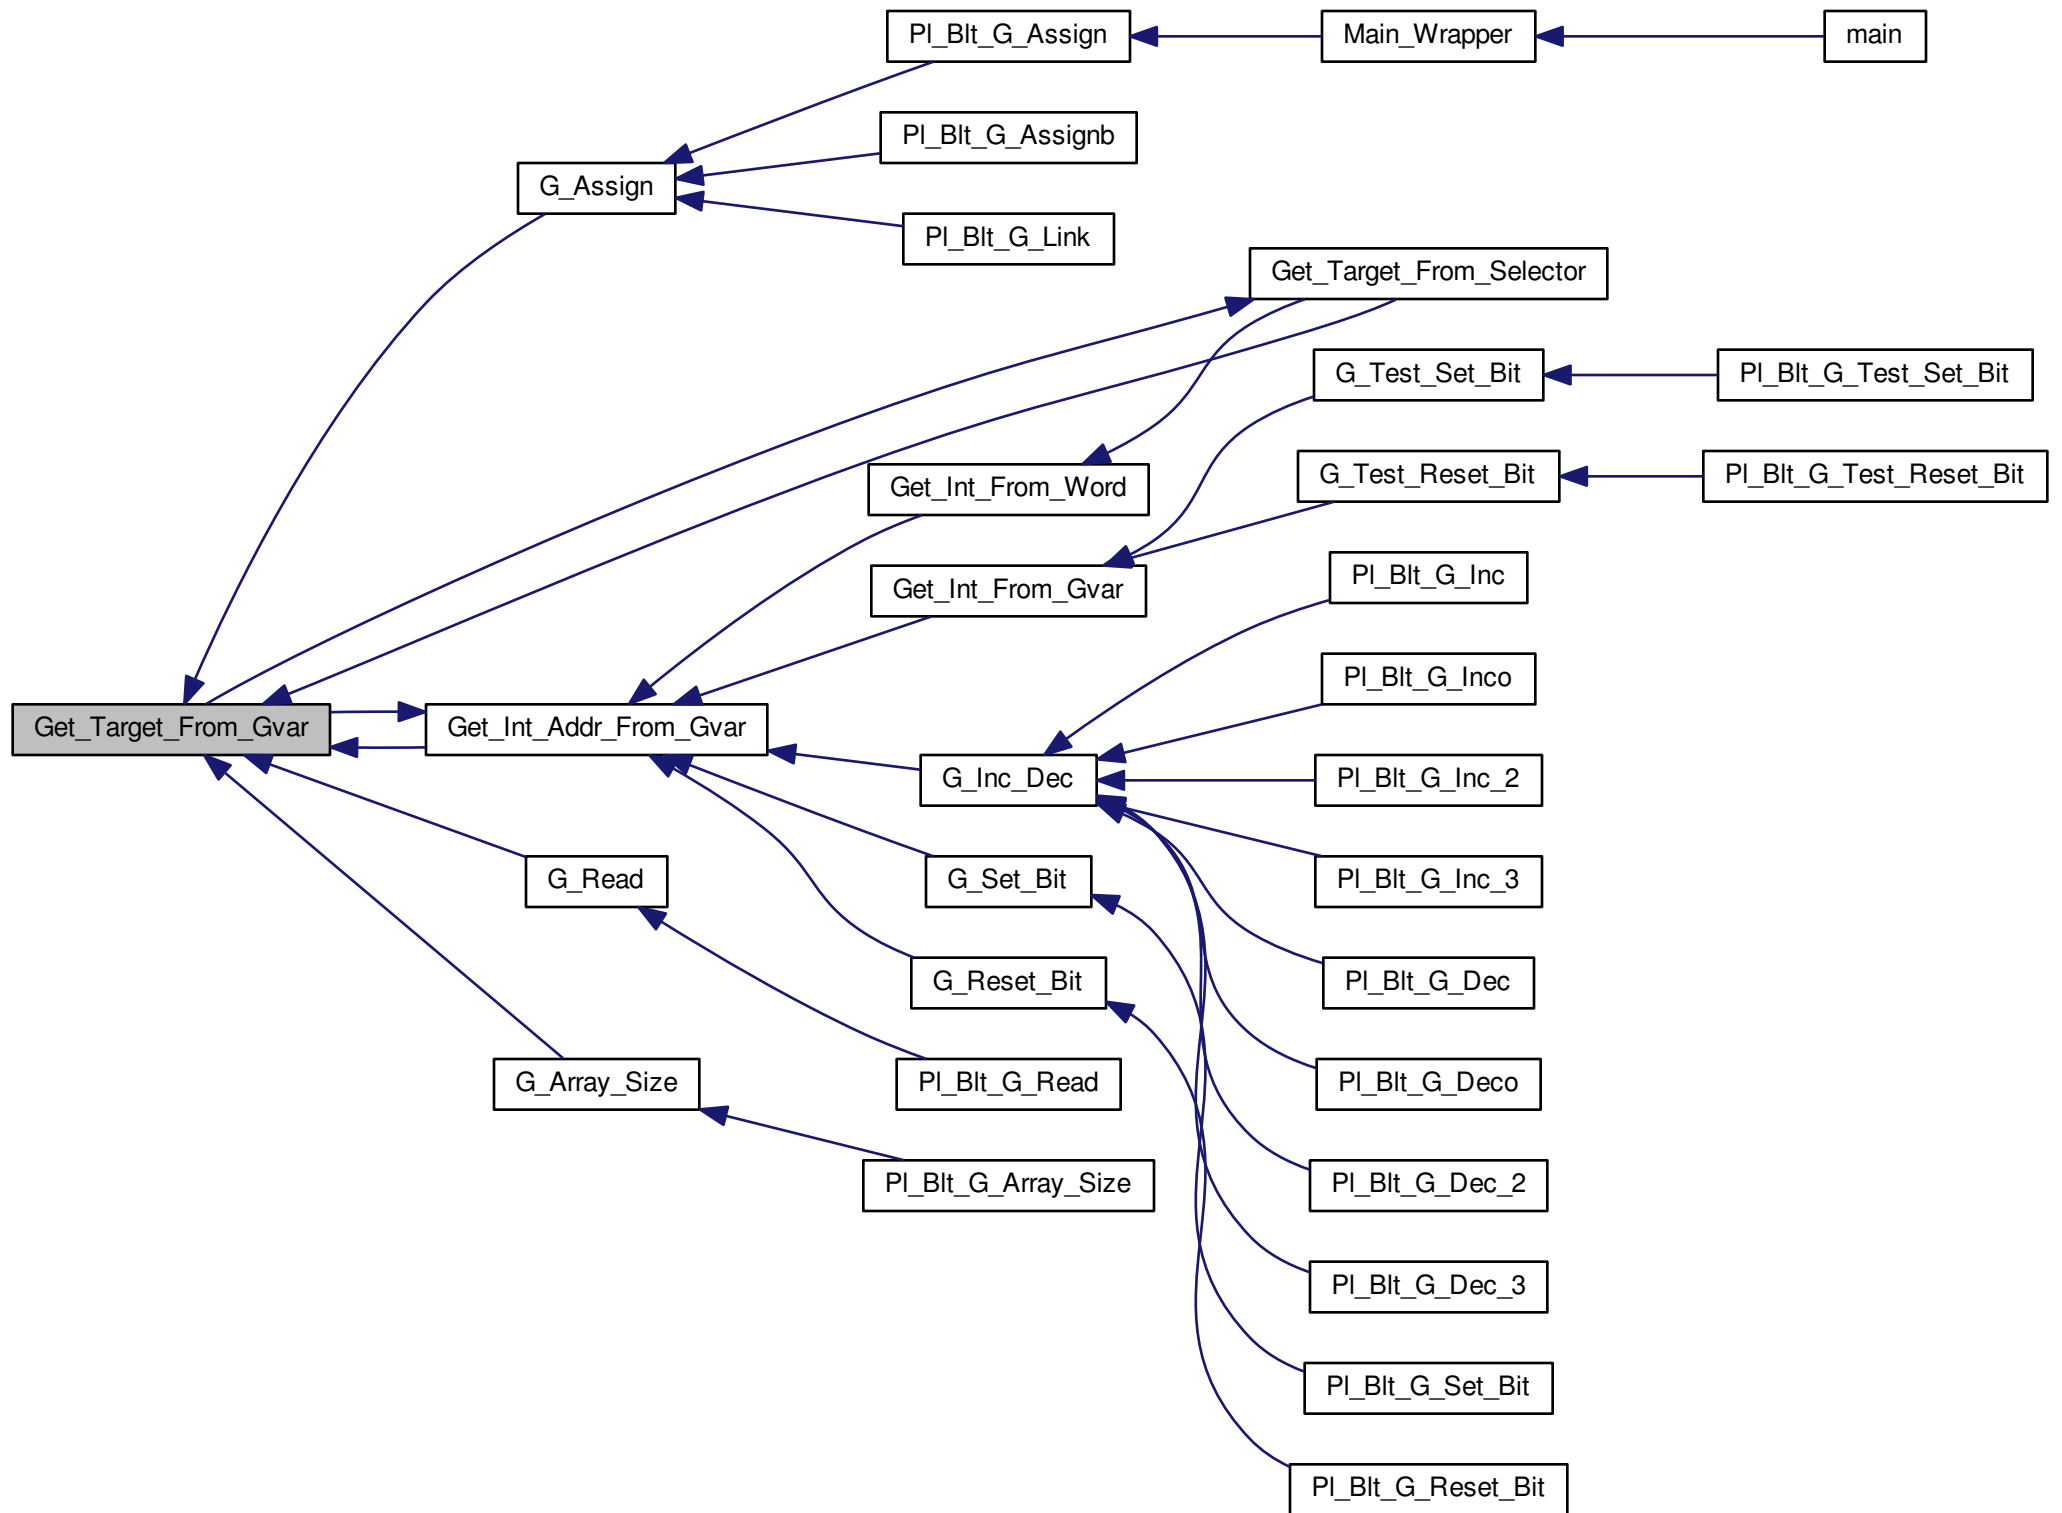 Pl_Blt_G_Assign
Main_Wrapper
main
Pl_Blt_G_Assignb
G_Assign
Pl_Blt_G_Link
Get_Target_From_Selector
G_Test_Set_Bit
Pl_Blt_G_Test_Set_Bit
Get_Int_From_Word
G_Test_Reset_Bit
Pl_Blt_G_Test_Reset_Bit
Get_Int_From_Gvar
Pl_Blt_G_Inc
Pl_Blt_G_Inco
Get_Target_From_Gvar
Get_Int_Addr_From_Gvar
G_Inc_Dec
Pl_Blt_G_Inc_2
G_Read
G_Set_Bit
Pl_Blt_G_Inc_3
G_Reset_Bit
Pl_Blt_G_Dec
G_Array_Size
Pl_Blt_G_Read
Pl_Blt_G_Deco
Pl_Blt_G_Array_Size
Pl_Blt_G_Dec_2
Pl_Blt_G_Dec_3
Pl_Blt_G_Set_Bit
Pl_Blt_G_Reset_Bit